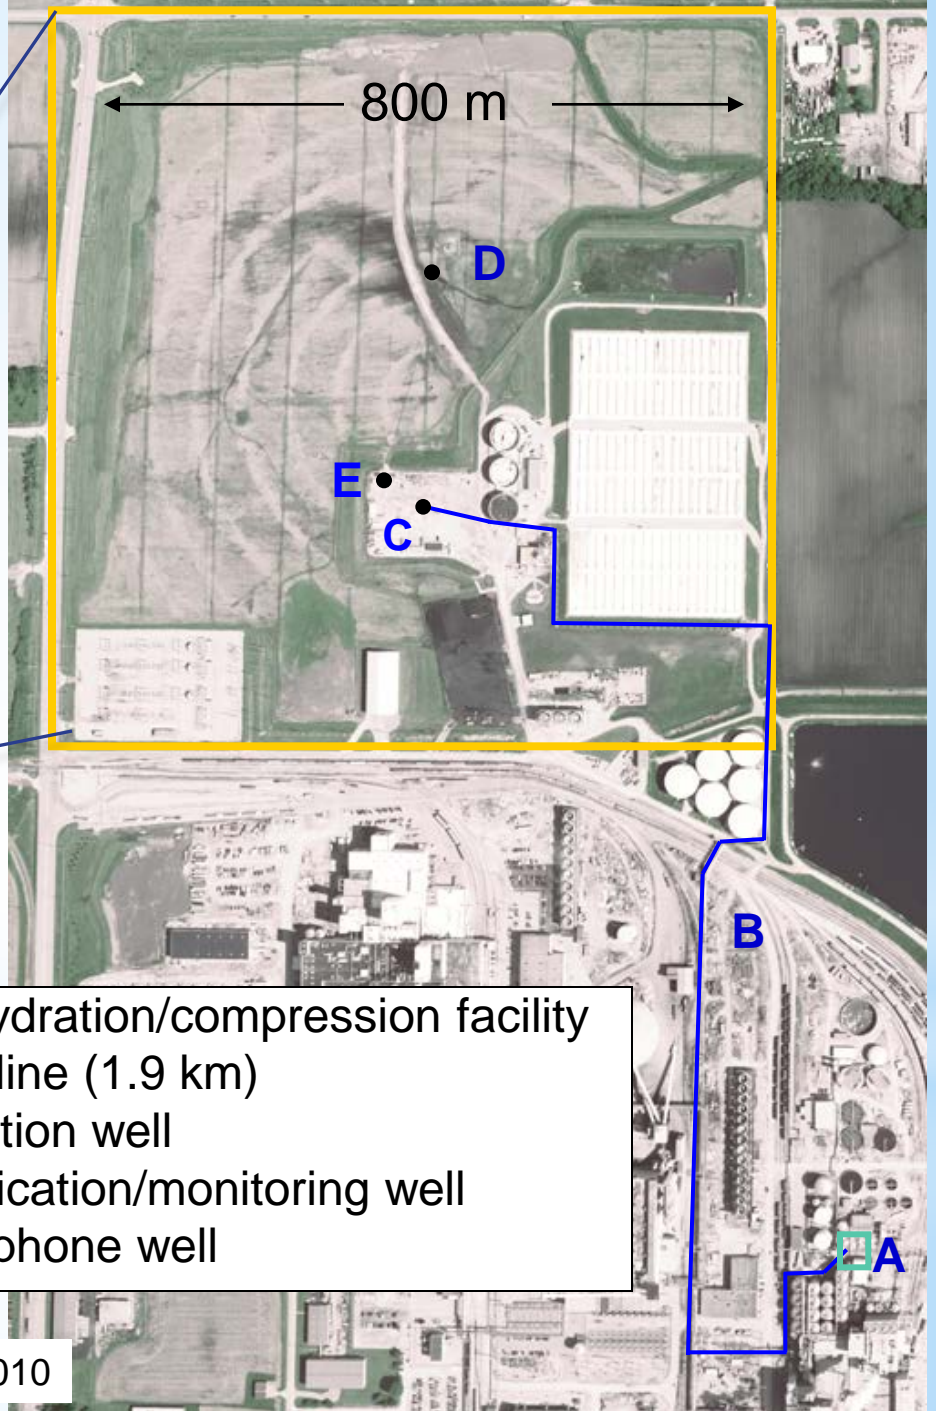 800 m
D
E
C
B
ydration/compression facility
line (1.9 km)
tion well
ication/monitoring well
phone well
A
010